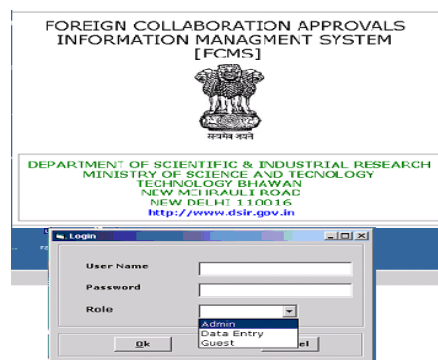 FOREIGN COLLABORATION APPROVALS
INFORMATION MANAGMENT SYSTEM
[FCMS]
सत्यमेव जयते
DEPARTMENT OF SCIENTIFIC & INDUSTRIAL RESEARCH
MINISTRY OF SCIENCE AND TECNOLOGY
TECHNOLOGY BHAWAN
NEW MEHRAULI ROAD
NEW DELHI 110016
http://www.dsir.gov.in
Login
User Name
Password
Role
Admin
Data Entry
Guest
Ok